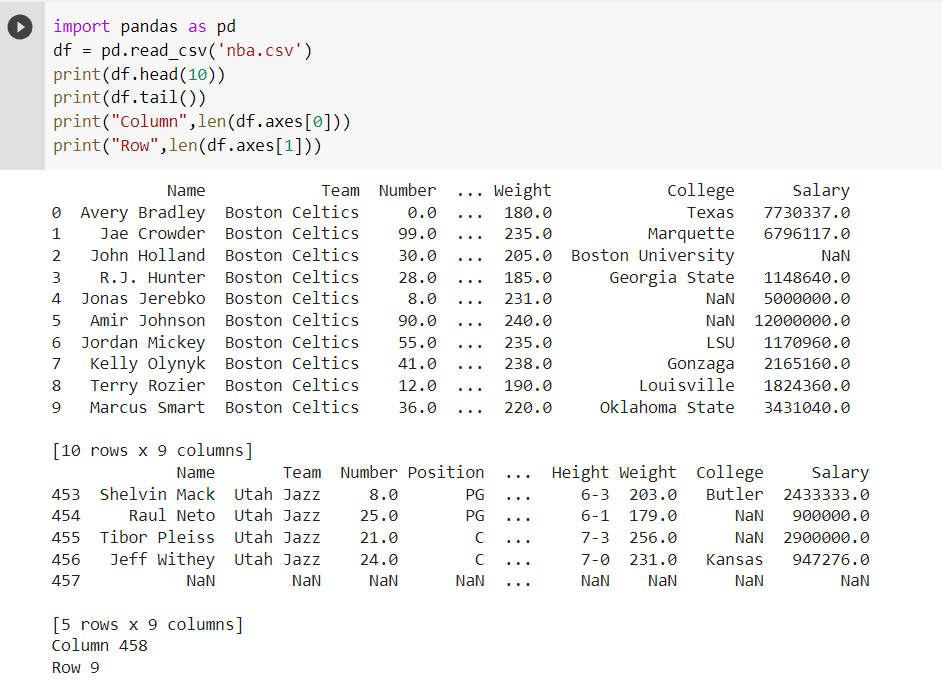 import pandas as pd
df = pd.read_csv('nba.csv')
print(df.head(10))
print(df.tail())
print("Column",len(df.axes[0]))
print("Row",len(df.axes[1]))
            Name            Team  Number  ... Weight            College      Salary
0  Avery Bradley  Boston Celtics     0.0  ...  180.0              Texas   7730337.0
1    Jae Crowder  Boston Celtics    99.0  ...  235.0          Marquette   6796117.0
2   John Holland  Boston Celtics    30.0  ...  205.0  Boston University         NaN
3    R.J. Hunter  Boston Celtics    28.0  ...  185.0      Georgia State   1148640.0
4  Jonas Jerebko  Boston Celtics     8.0  ...  231.0                NaN   5000000.0
5   Amir Johnson  Boston Celtics    90.0  ...  240.0                NaN  12000000.0
6  Jordan Mickey  Boston Celtics    55.0  ...  235.0                LSU   1170960.0
7   Kelly Olynyk  Boston Celtics    41.0  ...  238.0            Gonzaga   2165160.0
8   Terry Rozier  Boston Celtics    12.0  ...  190.0         Louisville   1824360.0
9   Marcus Smart  Boston Celtics    36.0  ...  220.0     Oklahoma State   3431040.0
[10 rows x 9 columns]
             Name       Team  Number Position  ...  Height Weight  College     Salary
453  Shelvin Mack  Utah Jazz     8.0       PG  ...     6-3  203.0   Butler  2433333.0
454     Raul Neto  Utah Jazz    25.0       PG  ...     6-1  179.0      NaN   900000.0
455  Tibor Pleiss  Utah Jazz    21.0        C  ...     7-3  256.0      NaN  2900000.0
456   Jeff Withey  Utah Jazz    24.0        C  ...     7-0  231.0   Kansas   947276.0
457           NaN        NaN     NaN      NaN  ...     NaN    NaN      NaN        NaN
[5 rows x 9 columns]
Column 458
Row 9